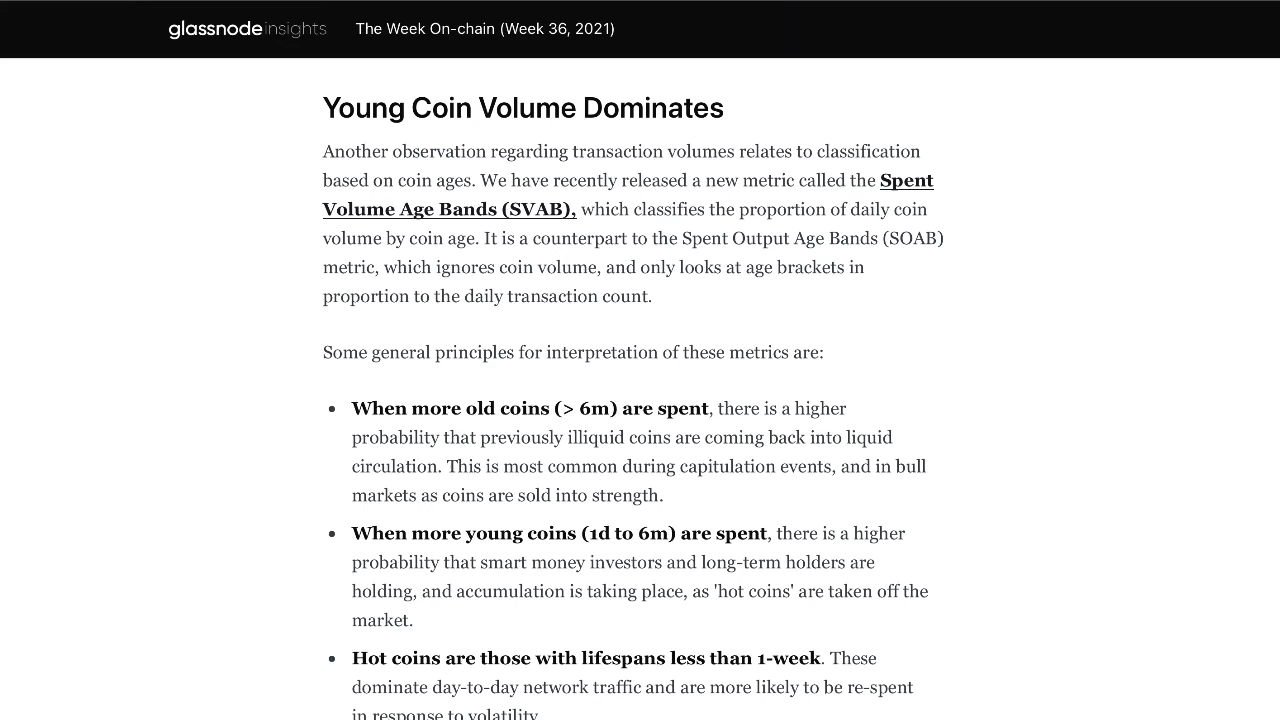 glassnode insights The Week On-chain (Week 36, 2021)
Young Coin Volume Dominates
Another observation regarding transaction volumes relates to classification
based on coin ages. We have recently released a new metric called the Spent
Volume Age Bands (SVAB), which classifies the proportion of daily coin
volume by coin age. It is a counterpart to the Spent Output Age Bands (SOAB)
metric, which ignores coin volume, and only looks at age brackets in
proportion to the daily transaction count.
Some general principles for interpretation of these metrics are:
• When more old coins (> 6m) are spent, there is a higher
probability that previously illiquid coins are coming back into liquid
circulation. This is most common during capitulation events, and in bull
markets as coins are sold into strength.
• When more young coins (1d to 6m) are spent, there is a higher
probability that smart money investors and long-term holders are
holding, and accumulation is taking place, as 'hot coins' are taken off the
market.
• Hot coins are those with lifespans less than 1-week. These
dominate day-to-day network traffic and are more likely to be re-spent
in response to volatility.